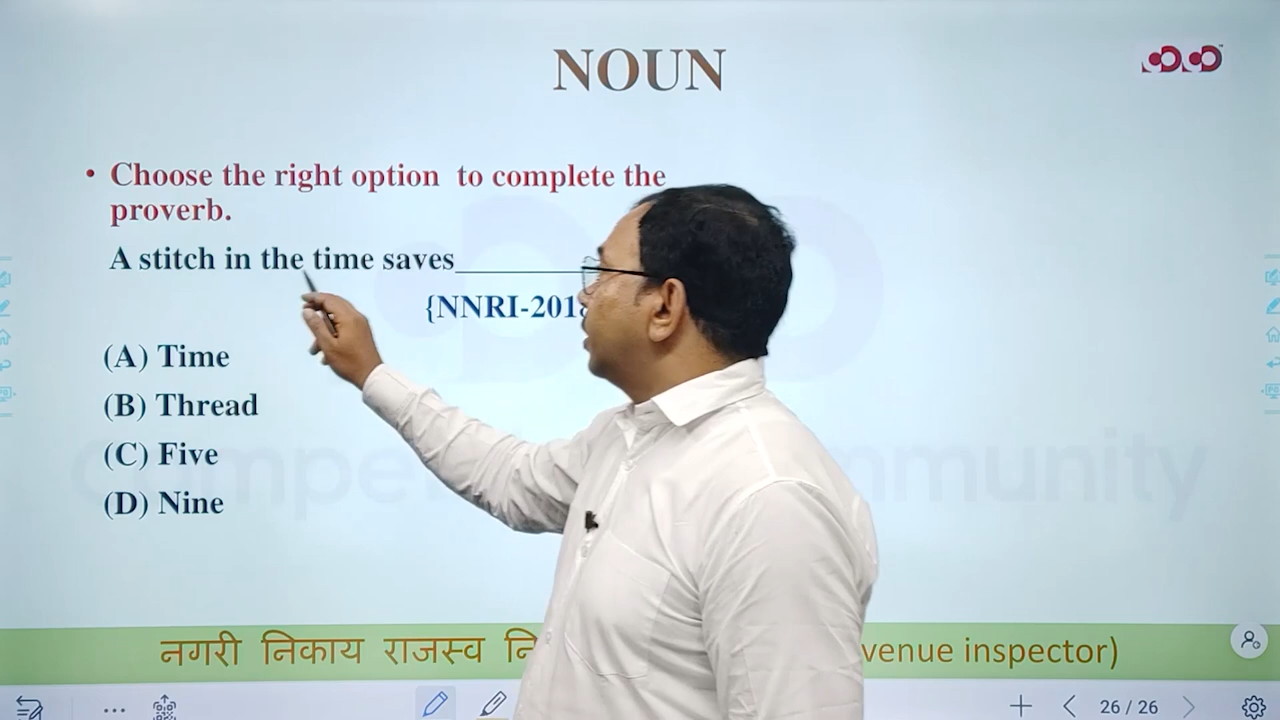 NOUN
• Choose the right option to complete the
proverb.
A stitch in the time saves__________
{NNRI-201
(A) Time
(B) Thread
(C) Five
(D) Nine
नगरी निकाय राजस्व venue inspector)
26 / 26